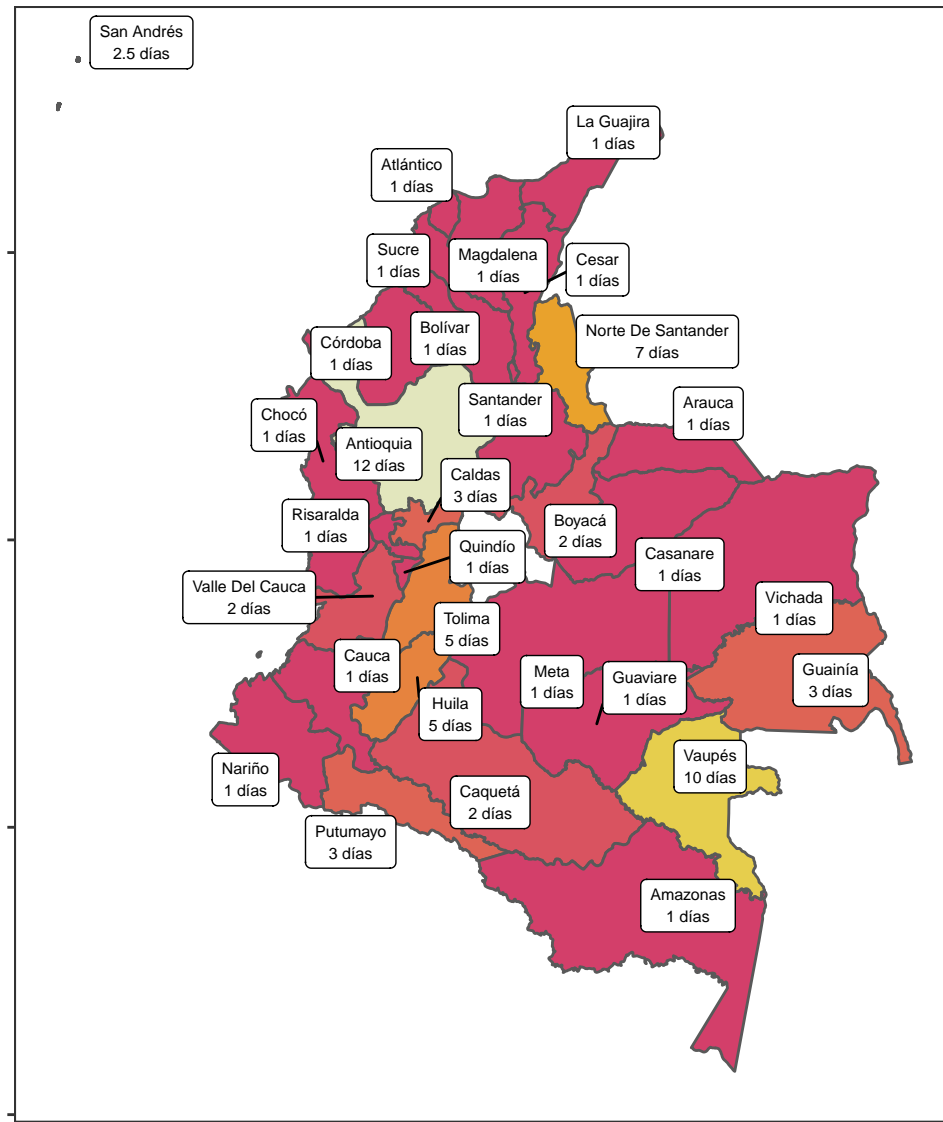 San Andrés
2.5 días
La Guajira
1 días
Atlántico
1 días
Sucre
1 días
Magdalena
1 días
Cesar
1 días
Córdoba
1 días
Bolívar
1 días
Norte De Santander
7 días
Chocó
1 días
Santander
1 días
Arauca
1 días
Antioquia
12 días
Caldas
3 días
Risaralda
1 días
Boyacá
2 días
Quindío
1 días
Casanare
1 días
Valle Del Cauca
2 días
Vichada
1 días
Tolima
5 días
Cauca
1 días
Meta
1 días
Guaviare
1 días
Guainía
3 días
Huila
5 días
Vaupés
10 días
Nariño
1 días
Caquetá
2 días
Putumayo
3 días
Amazonas
1 días